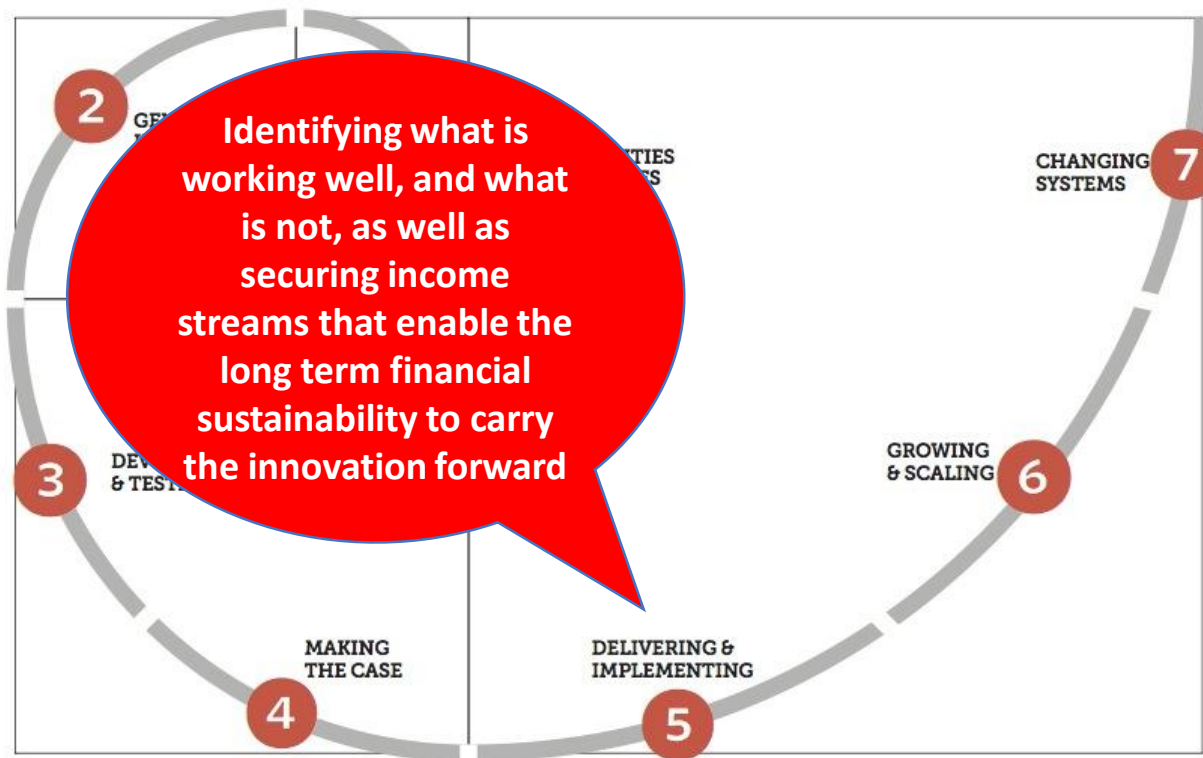 2
Identifying what is
working well, and what
is not, as well as
securing income
streams that enable the
long term financial
sustainability to carry
the innovation forward
CHANGING
SYSTEMS
7
3
& 
GROWING
& SCALING
6
MAKING
THE CASE
4
DELIVERING &
IMPLEMENTING
5